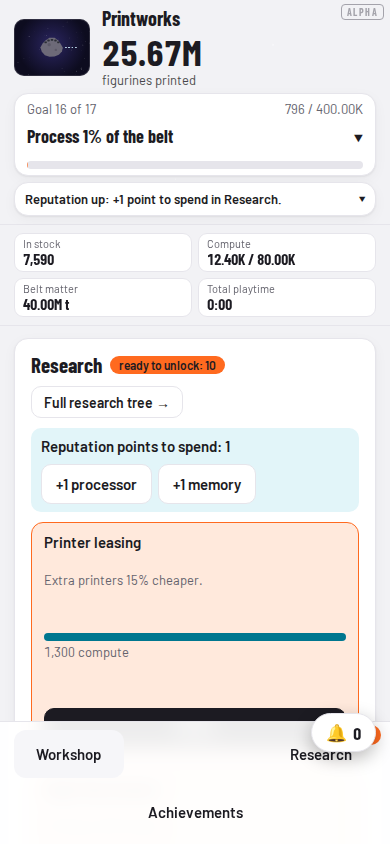 Printworks
ALPHA
25.67M
figurines printed
Goal 16 of 17
796 / 400.00K
Process 1% of the belt
▼
Reputation up: +1 point to spend in Research.
▼
In stock
7,590
Compute
12.40K / 80.00K
Belt matter
40.00M t
Total playtime
0:00
Research
ready to unlock: 10
Full research tree →
Reputation points to spend: 1
+1 processor
+1 memory
Printer leasing
Extra printers 15% cheaper.
1,300 compute
🔔 0
Workshop
Research
Achievements